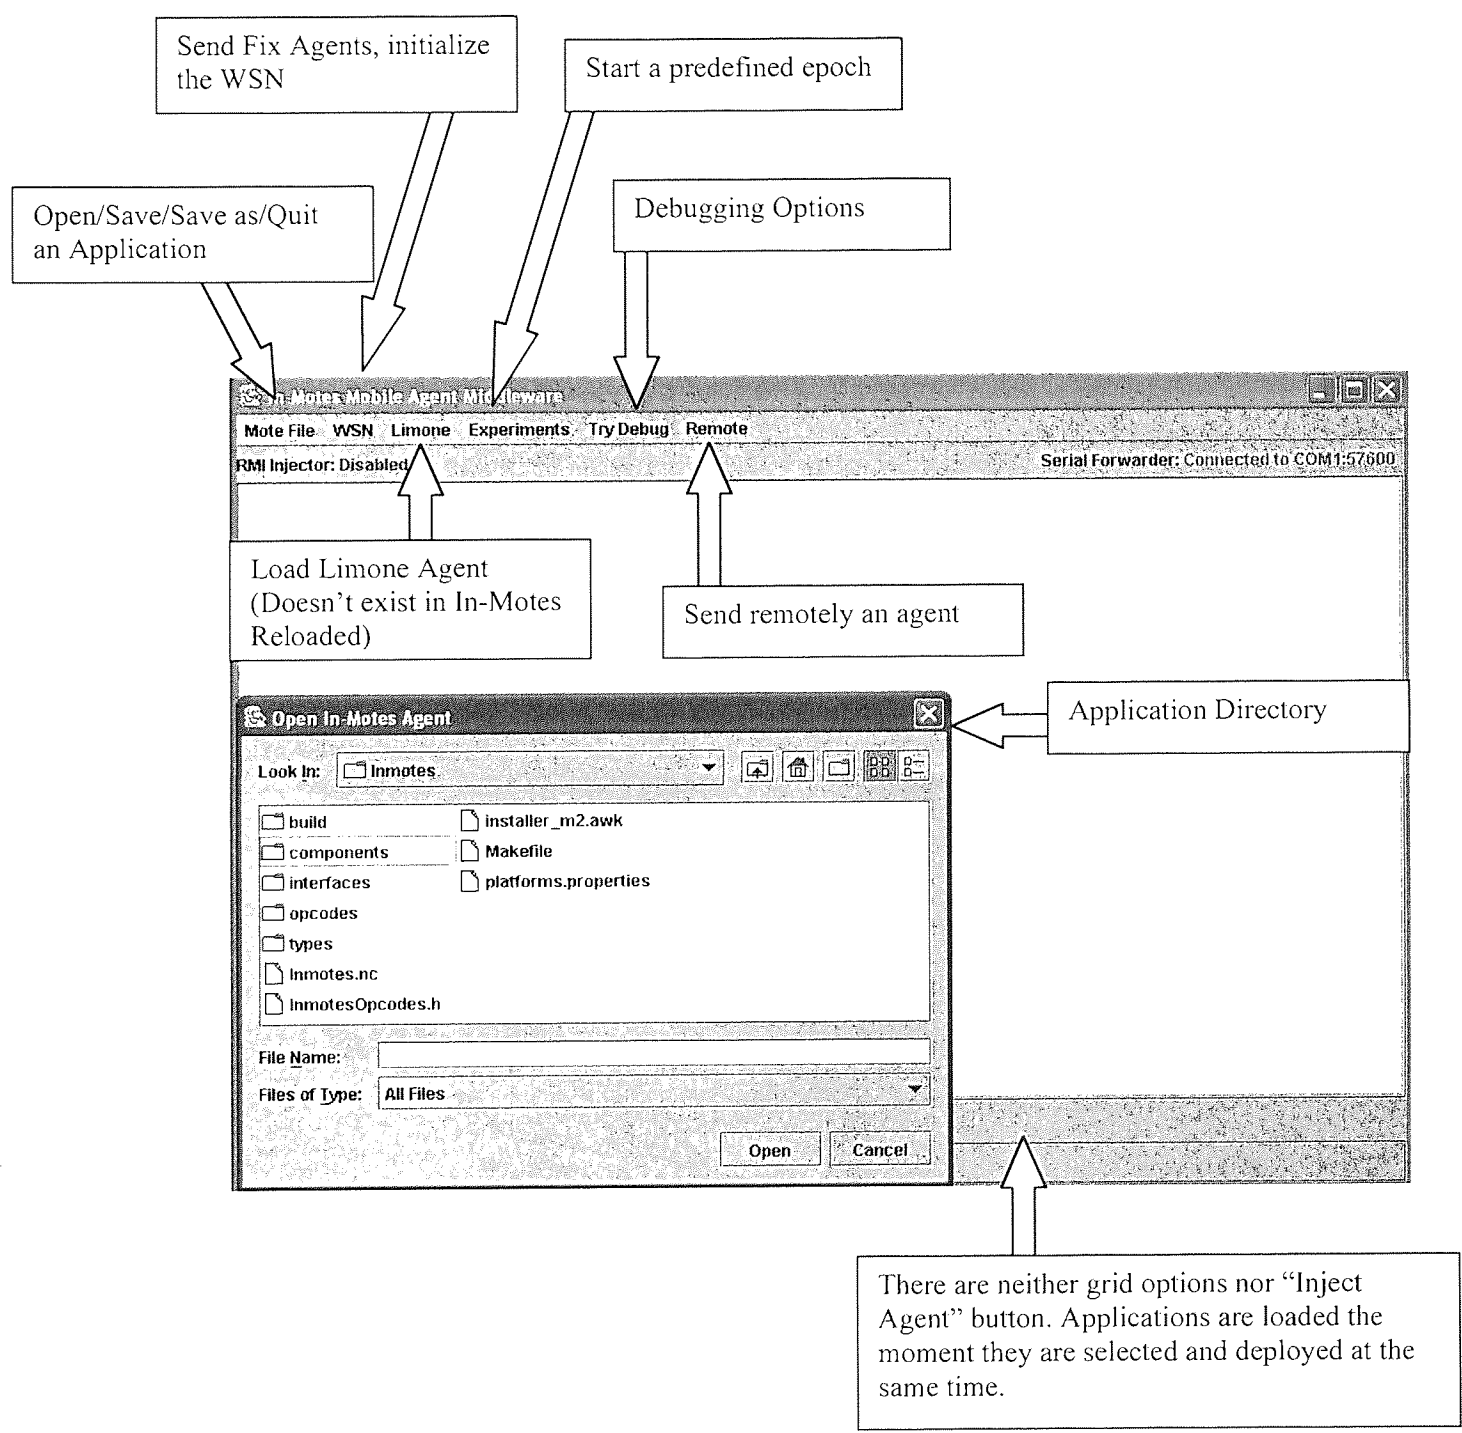 Send Fix Agents, initialize
the WSN
Start a predefined epoch
Open/Save/Save as/Quit
an Application
Debugging Options
In-Motes Mobile Agent Middleware
Mote File WSN Limone Experiments Try Debug Remote
RMI Injector: Disabled
Serial Forwarder: Connected to COM1:57600
Load Limone Agent
(Doesn't exist in In-Motes
Reloaded)
Send remotely an agent
Application Directory
Open In-Motes Agent
Look In: Inmotes
build
components
interfaces
opcodes
types
Inmotes.nc
InmotesOpcodes.h
installer_m2.awk
Makefile
platforms.properties
File Name:
Files of Type: All Files
Open Cancel
There are neither grid options nor “Inject
Agent” button. Applications are loaded the
moment they are selected and deployed at the
same time.